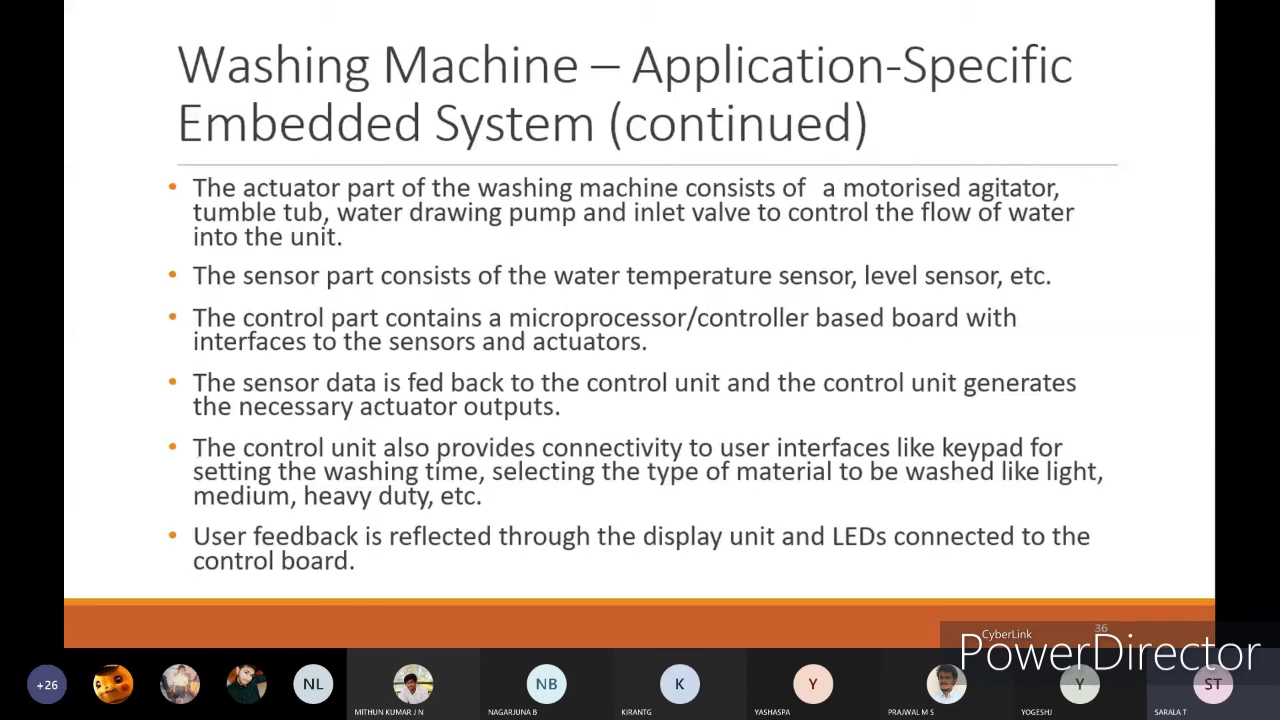 Washing Machine – Application-Specific
Embedded System (continued)
• The actuator part of the washing machine consists of a motorised agitator,
tumble tub, water drawing pump and inlet valve to control the flow of water
into the unit.
• The sensor part consists of the water temperature sensor, level sensor, etc.
• The control part contains a microprocessor/controller based board with
interfaces to the sensors and actuators.
• The sensor data is fed back to the control unit and the control unit generates
the necessary actuator outputs.
• The control unit also provides connectivity to user interfaces like keypad for
setting the washing time, selecting the type of material to be washed like light,
medium, heavy duty, etc.
• User feedback is reflected through the display unit and LEDs connected to the
control board.
36
CyberLink
PowerDirector
+26
NL
NB
K
Y
Y
ST
MITHUN KUMAR J N
NAGARJUNA B
KIRANTG
YASHASPA
PRAJWAL M S
YOGESHJ
SARALA T